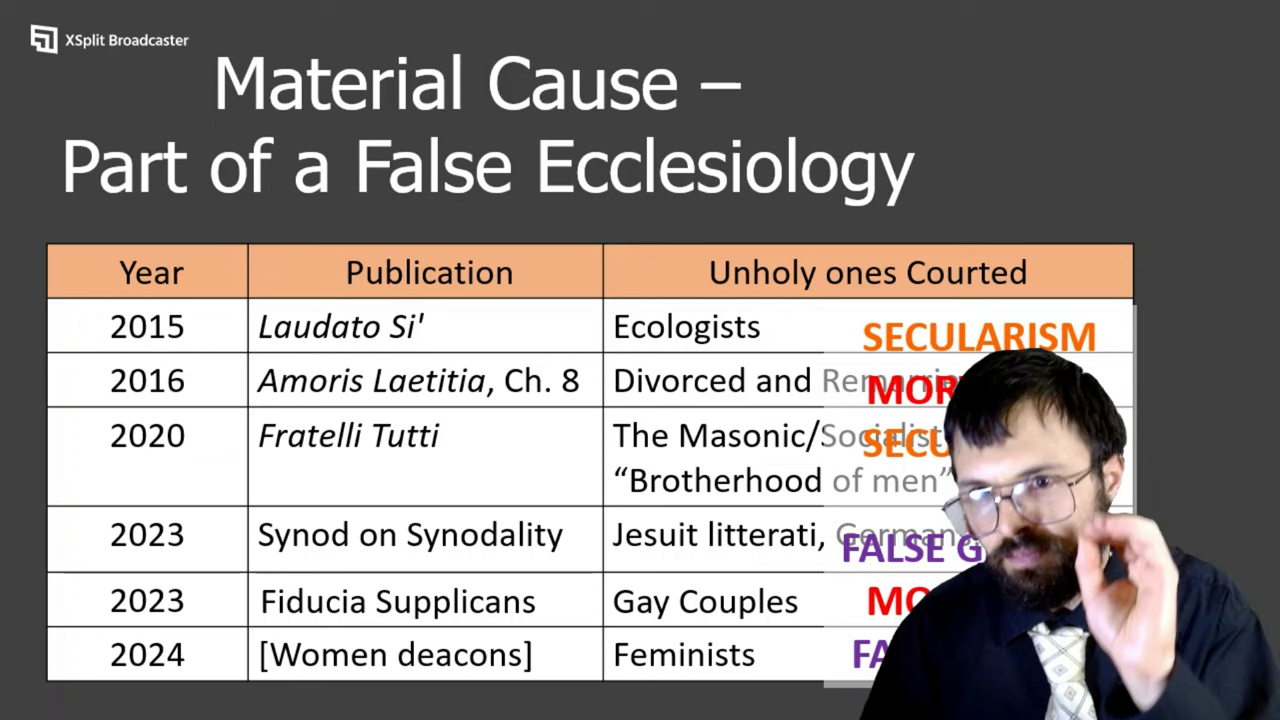 XSplit Broadcaster
Material Cause –
Part of a False Ecclesiology
Year Publication Unholy ones Courted
2015 Laudato Si' Ecologists SECULARISM
2016 Amoris Laetitia, Ch. 8 Divorced and
2020 Fratelli Tutti The Masonic/Socialist
“Brotherhood of men”
2023 Synod on Synodality Jesuit litterati, FALSE
2023 Fiducia Supplicans Gay Couples
2024 [Women deacons] Feminists